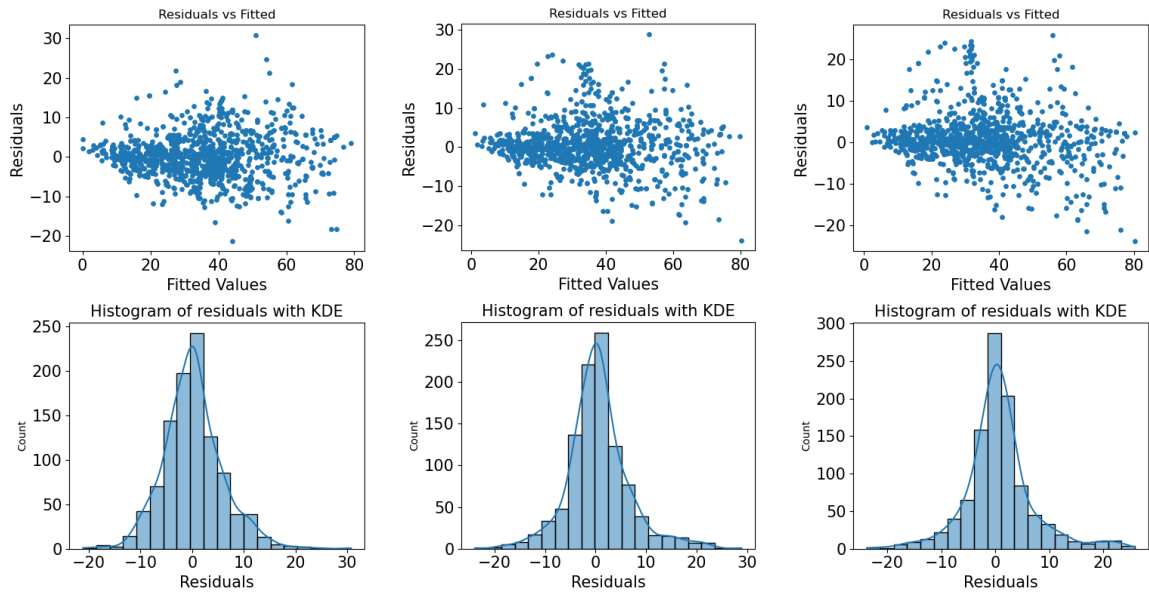 Residuals vs Fitted
30
20
10
0
−10
−20
Residuals
0 20 40 60 80
Fitted Values
Residuals vs Fitted
30
20
10
0
−10
−20
Residuals
0 20 40 60 80
Fitted Values
Residuals vs Fitted
20
10
0
−10
−20
Residuals
0 20 40 60 80
Fitted Values
Histogram of residuals with KDE
250
200
150
100
50
0
Count
−20 −10 0 10 20 30
Residuals
Histogram of residuals with KDE
250
200
150
100
50
0
Count
−20 −10 0 10 20 30
Residuals
Histogram of residuals with KDE
300
250
200
150
100
50
0
Count
−20 −10 0 10 20
Residuals